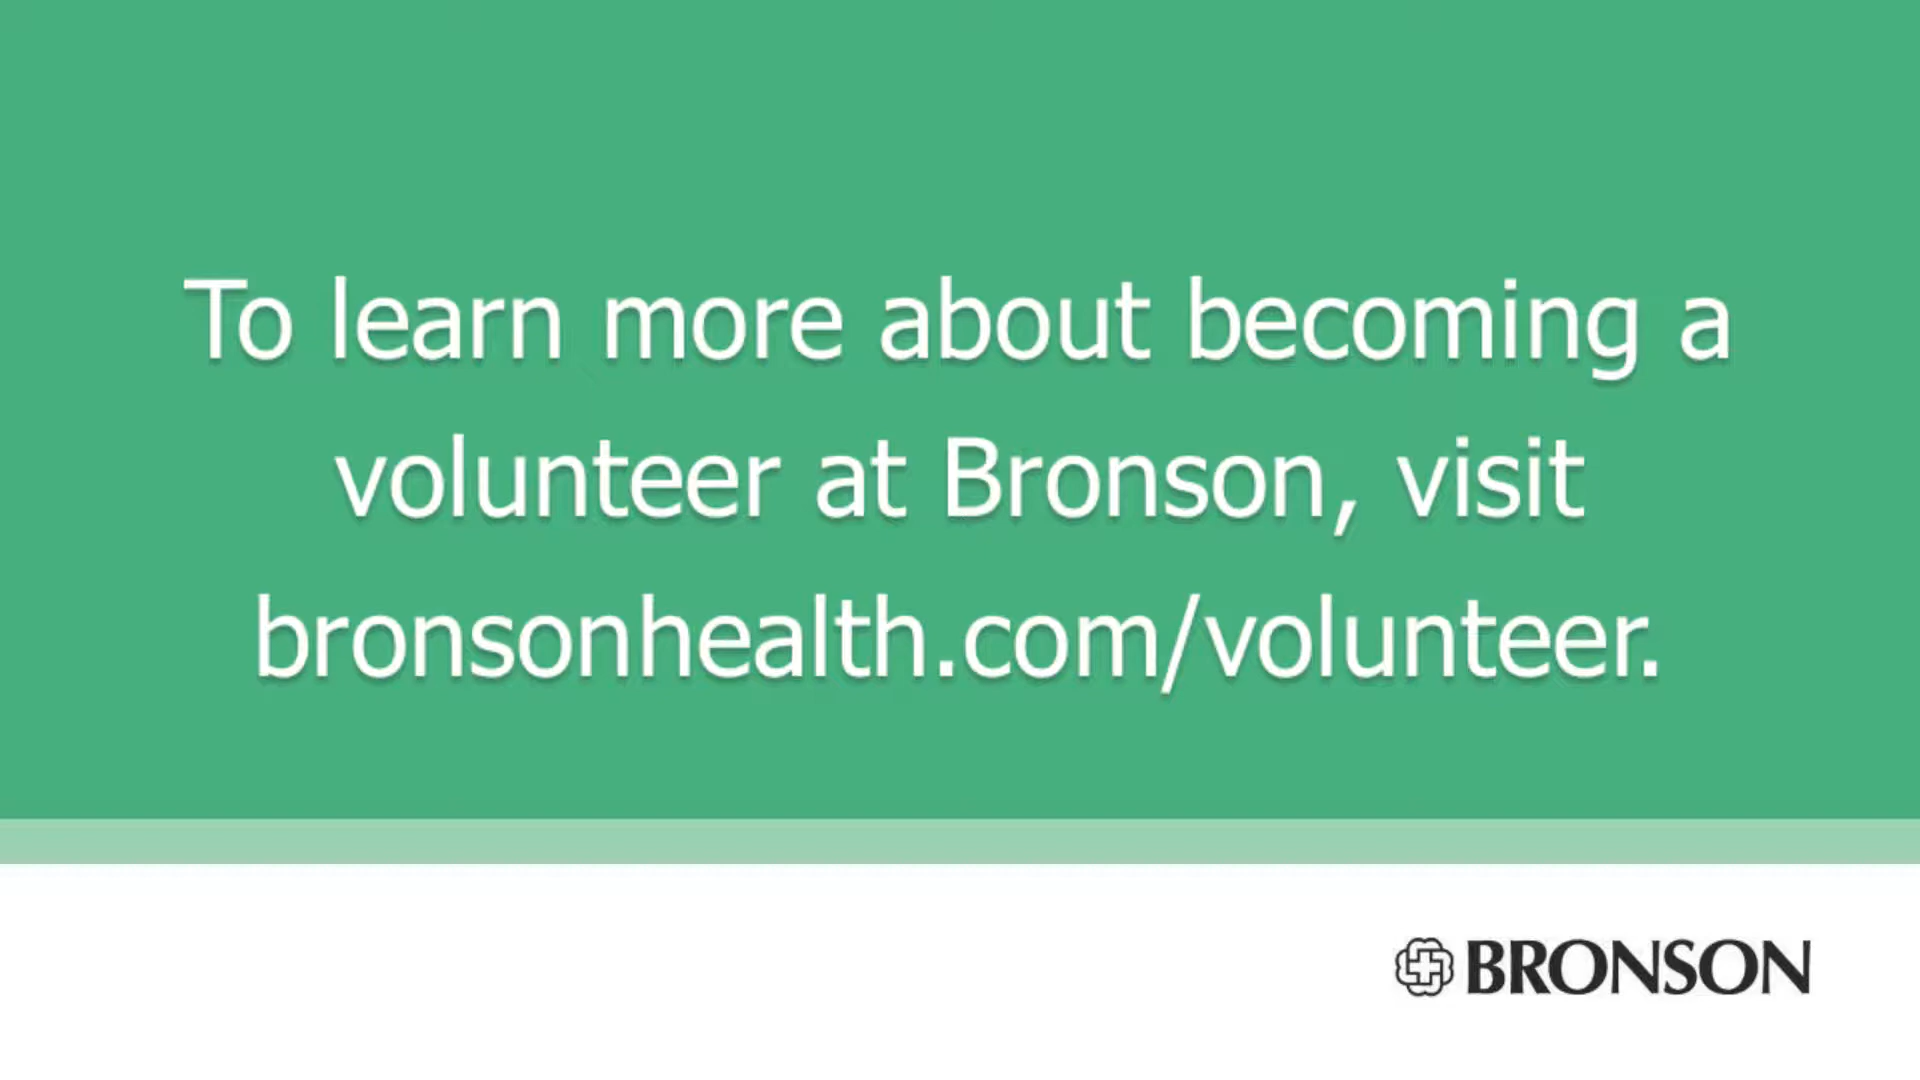 To learn more about becoming a
volunteer at Bronson, visit
bronsonhealth.com/volunteer.
BRONSON